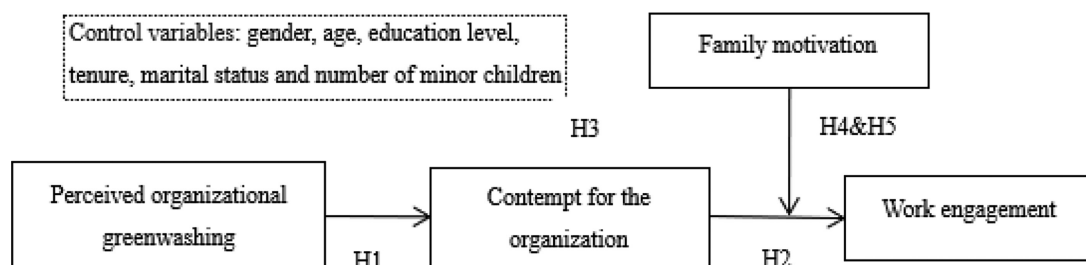 Control variables: gender, age, education level,
tenure, marital status and number of minor children
Family motivation
H3
H4&H5
Perceived organizational
greenwashing
Contempt for the
organization
Work engagement
H1
H2